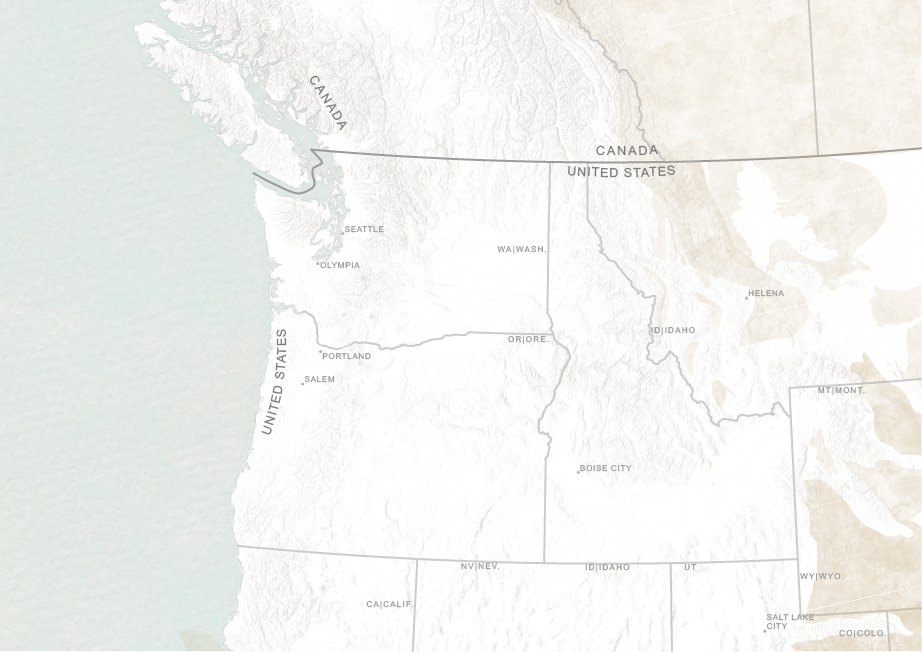 CANADA
CANADA
UNITED STATES
SEATTLE
WA|WASH.
OLYMPIA
HELENA
ID|IDAHO
OR|ORE.
PORTLAND
UNITED STATES
SALEM
MT|MONT.
BOISE CITY
NV|NEV.
ID|IDAHO
UT
WY|WYO.
CA|CALIF.
SALT LAKE
CITY
CO|COLO.